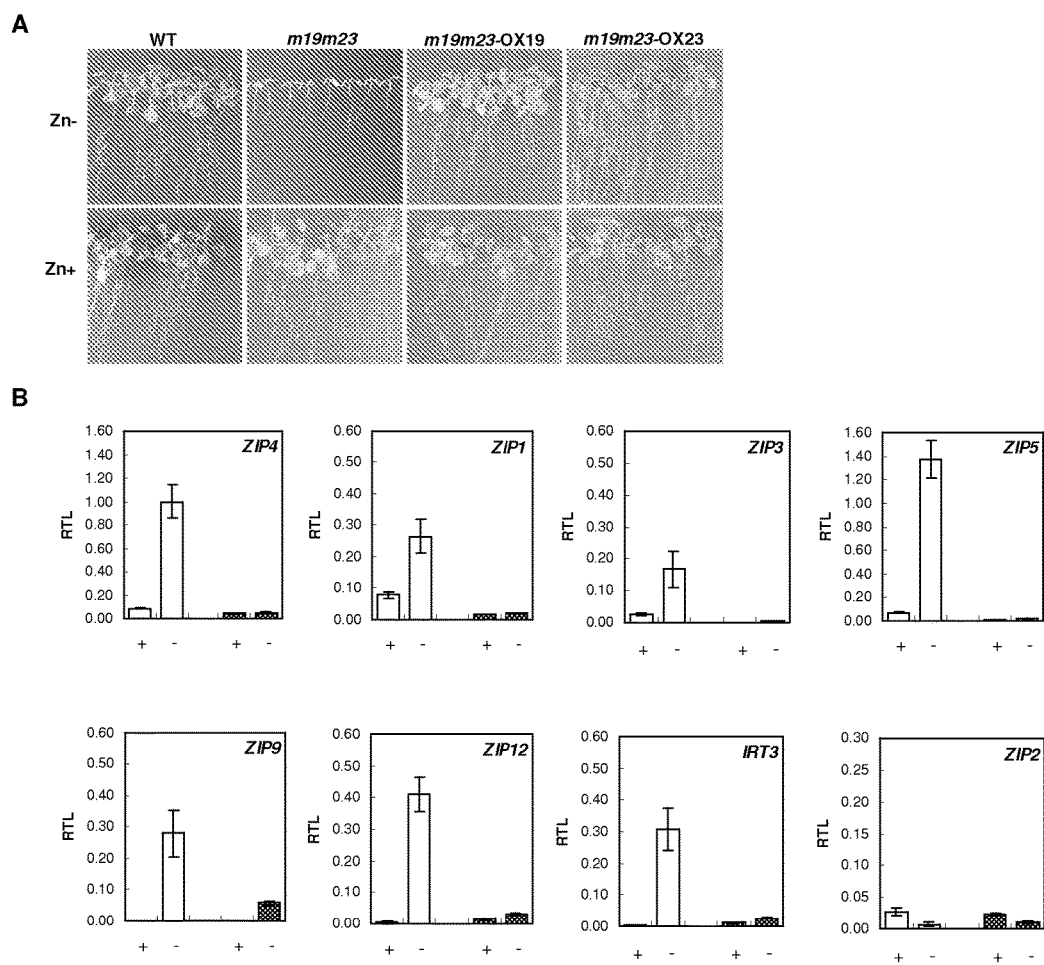 A
WT m19m23 m19m23-OX19 m19m23-OX23
Zn-
Zn+
B
ZIP4
RTL
1.60
1.40
1.20
1.00
0.80
0.60
0.40
0.20
0.00
+ - + -
ZIP1
RTL
0.60
0.50
0.40
0.30
0.20
0.10
0.00
+ - + -
ZIP3
RTL
0.60
0.50
0.40
0.30
0.20
0.10
0.00
+ - + -
ZIP5
RTL
1.60
1.40
1.20
1.00
0.80
0.60
0.40
0.20
0.00
+ - + -
ZIP9
RTL
0.60
0.50
0.40
0.30
0.20
0.10
0.00
+ - + -
ZIP12
RTL
0.60
0.50
0.40
0.30
0.20
0.10
0.00
+ - + -
IRT3
RTL
0.60
0.50
0.40
0.30
0.20
0.10
0.00
+ - + -
ZIP2
RTL
0.30
0.25
0.20
0.15
0.10
0.05
0.00
+ - + -